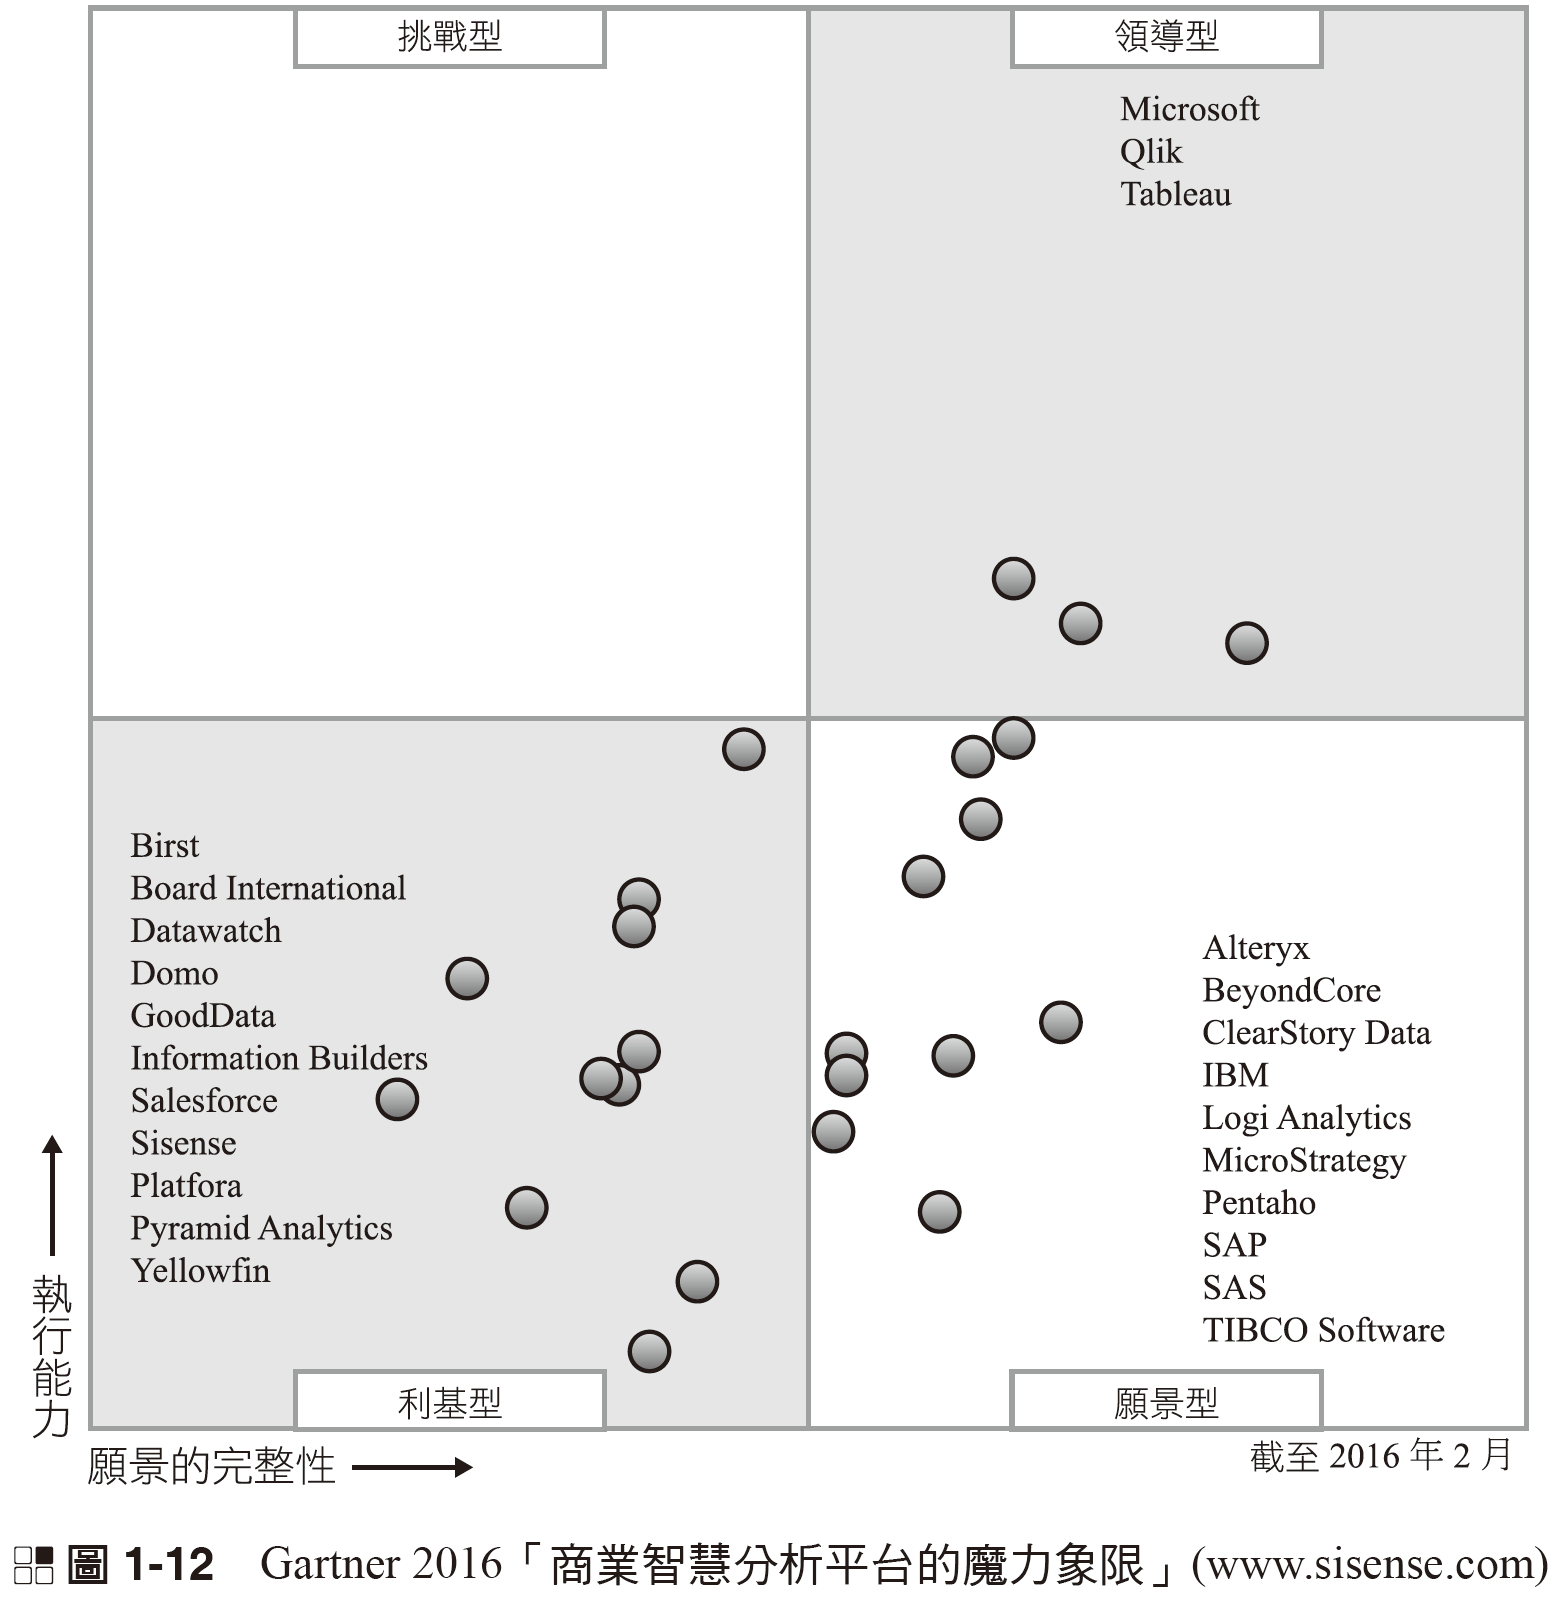 挑戰型
領導型
Microsoft
Qlik
Tableau
Birst
Board International
Datawatch
Domo
GoodData
Information Builders
Salesforce
Sisense
Platfora
Pyramid Analytics
Yellowfin
Alteryx
BeyondCore
ClearStory Data
IBM
Logi Analytics
MicroStrategy
Pentaho
SAP
SAS
TIBCO Software
利基型
願景型
執行能力
願景的完整性
截至 2016 年 2 月
圖 1-12 Gartner 2016「商業智慧分析平台的魔力象限」(www.sisense.com)